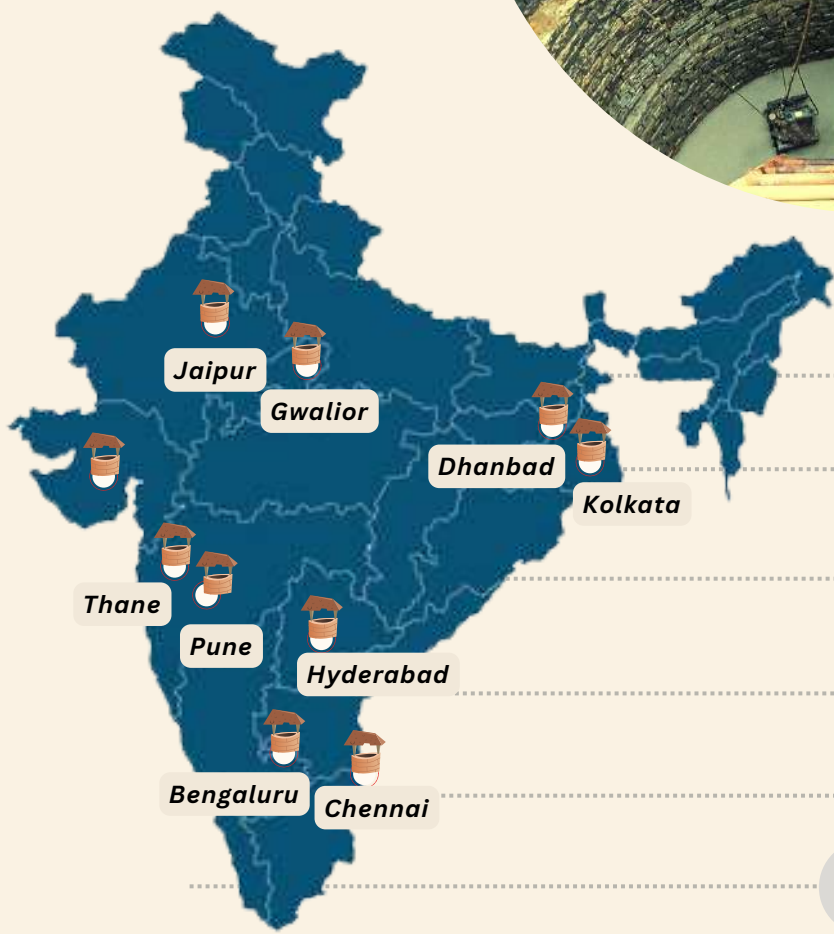 Jaipur
Gwalior
Dhanbad
Kolkata
Thane
Pune
Hyderabad
Bengaluru
Chennai